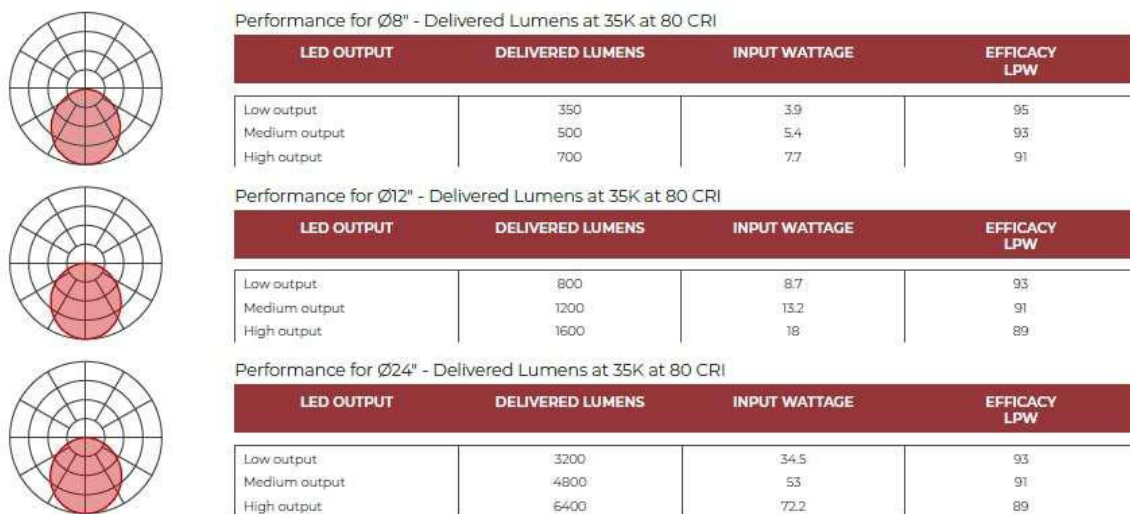 Performance for Ø8" - Delivered Lumens at 35K at 80 CRI
LED OUTPUT DELIVERED LUMENS INPUT WATTAGE EFFICACY LPW
Low output 350 3.9 95
Medium output 500 5.4 93
High output 700 7.7 91
Performance for Ø12" - Delivered Lumens at 35K at 80 CRI
LED OUTPUT DELIVERED LUMENS INPUT WATTAGE EFFICACY LPW
Low output 800 8.7 93
Medium output 1200 13.2 91
High output 1600 18 89
Performance for Ø24" - Delivered Lumens at 35K at 80 CRI
LED OUTPUT DELIVERED LUMENS INPUT WATTAGE EFFICACY LPW
Low output 3200 34.5 93
Medium output 4800 53 91
High output 6400 72.2 89